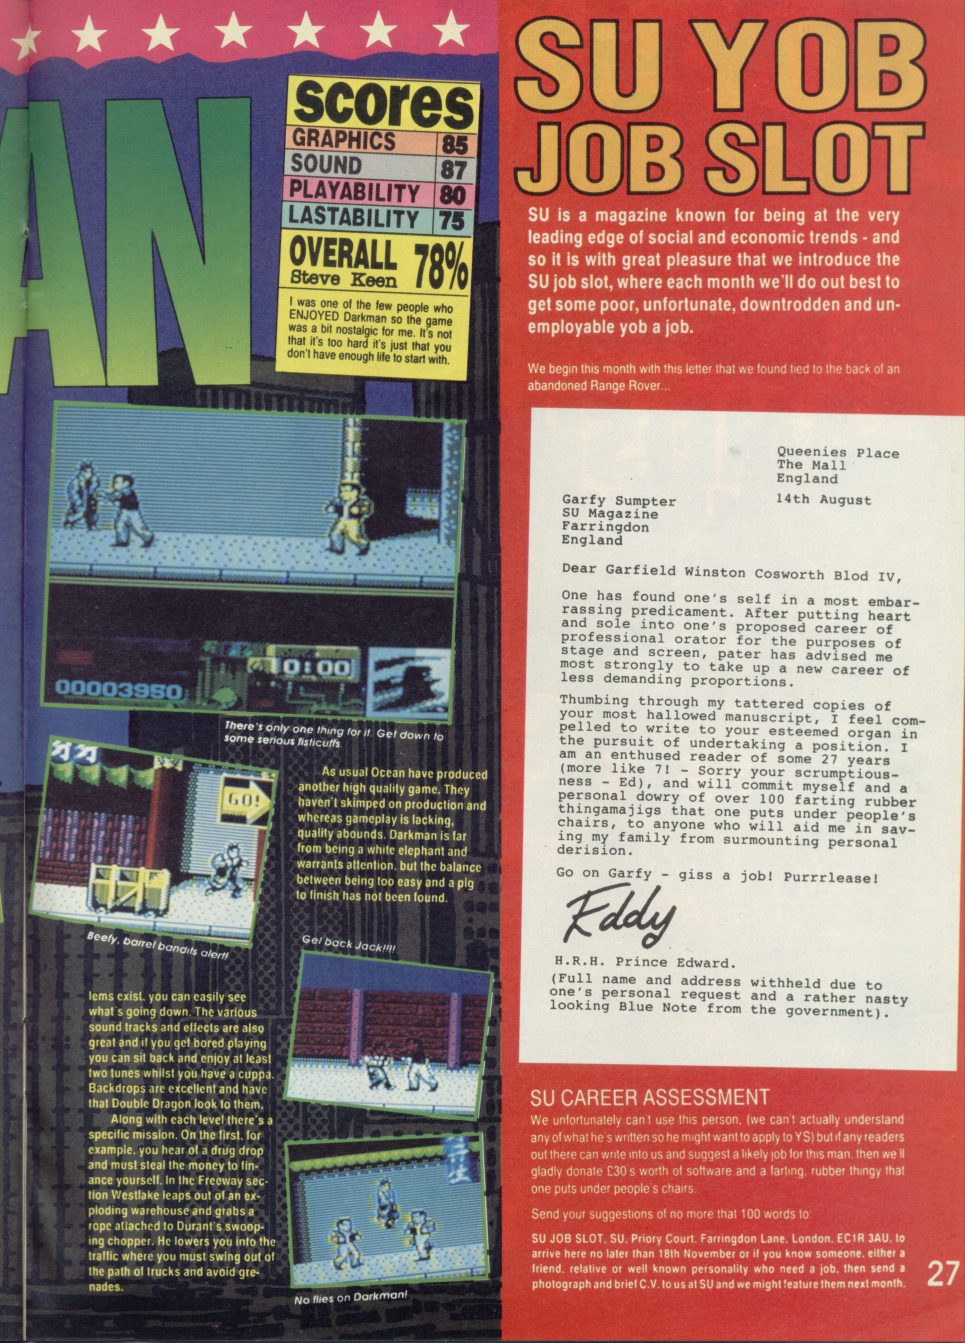 AN
scores
GRAPHICS 85
SOUND 87
PLAYABILITY 80
LASTABILITY 75
OVERALL 78%
Steve Keen
I was one of the few people who
ENJOYED Darkman so the game
was a bit nostalgic for me. It's not
that it's too hard it's just that you
don't have enough life to start with.
0:00
00003950
There's only one thing for it. Get down to
some serious fisticuffs
GO!
Beefy, barrel bandits alert!
As usual Ocean have produced
another high quality game. They
haven't skimped on production and
whereas gameplay is lacking,
quality abounds. Darkman is far
from being a white elephant and
warrants attention, but the balance
between being too easy and a pig
to finish has not been found.
Get back Jack!!!!
lems exist, you can easily see
what's going down. The various
sound tracks and effects are also
great and if you get bored playing
you can sit back and enjoy at least
two tunes whilst you have a cuppa.
Backdrops are excellent and have
that Double Dragon look to them.
Along with each level there's a
specific mission. On the first, for
example, you hear of a drug drop
and must steal the money to fin-
ance yourself. In the Freeway sec-
tion Westlake leaps out of an ex-
ploding warehouse and grabs a
rope attached to Durant's swoop-
ing chopper. He lowers you into the
traffic where you must swing out of
the path of trucks and avoid gre-
nades.
No flies on Darkman!
SU YOB
JOB SLOT
SU is a magazine known for being at the very
leading edge of social and economic trends - and
so it is with great pleasure that we introduce the
SU job slot, where each month we'll do out best to
get some poor, unfortunate, downtrodden and un-
employable yob a job.
We begin this month with this letter that we found tied to the back of an
abandoned Range Rover...
Queenies Place
The Mall
England
14th August
Garfy Sumpter
SU Magazine
Farringdon
England
Dear Garfield Winston Cosworth Blod IV,
One has found one's self in a most embar-
rassing predicament. After putting heart
and sole into one's proposed career of
professional orator for the purposes of
stage and screen, pater has advised me
most strongly to take up a new career of
less demanding proportions.
Thumbing through my tattered copies of
your most hallowed manuscript, I feel com-
pelled to write to your esteemed organ in
the pursuit of undertaking a position. I
am an enthused reader of some 27 years
(more like 7! - Sorry your scrumptious-
ness - Ed), and will commit myself and a
personal dowry of over 100 farting rubber
thingamajigs that one puts under people's
chairs, to anyone who will aid me in sav-
ing my family from surmounting personal
derision.
Go on Garfy - giss a job! Purrrlease!
Eddy
H.R.H. Prince Edward.
(Full name and address withheld due to
one's personal request and a rather nasty
looking Blue Note from the government).
SU CAREER ASSESSMENT
We unfortunately can't use this person, (we can't actually understand
any of what he's written so he might want to apply to YS) but if any readers
out there can write into us and suggest a likely job for this man, then we'll
gladly donate £30's worth of software and a farting, rubber thingy that
one puts under people's chairs.
Send your suggestions of no more that 100 words to:
SU JOB SLOT, SU, Priory Court, Farringdon Lane, London, EC1R 3AU, to
arrive here no later than 18th November or if you know someone, either a
friend, relative or well known personality who need a job, then send a
photograph and brief C.V. to us at SU and we might feature them next month.
27